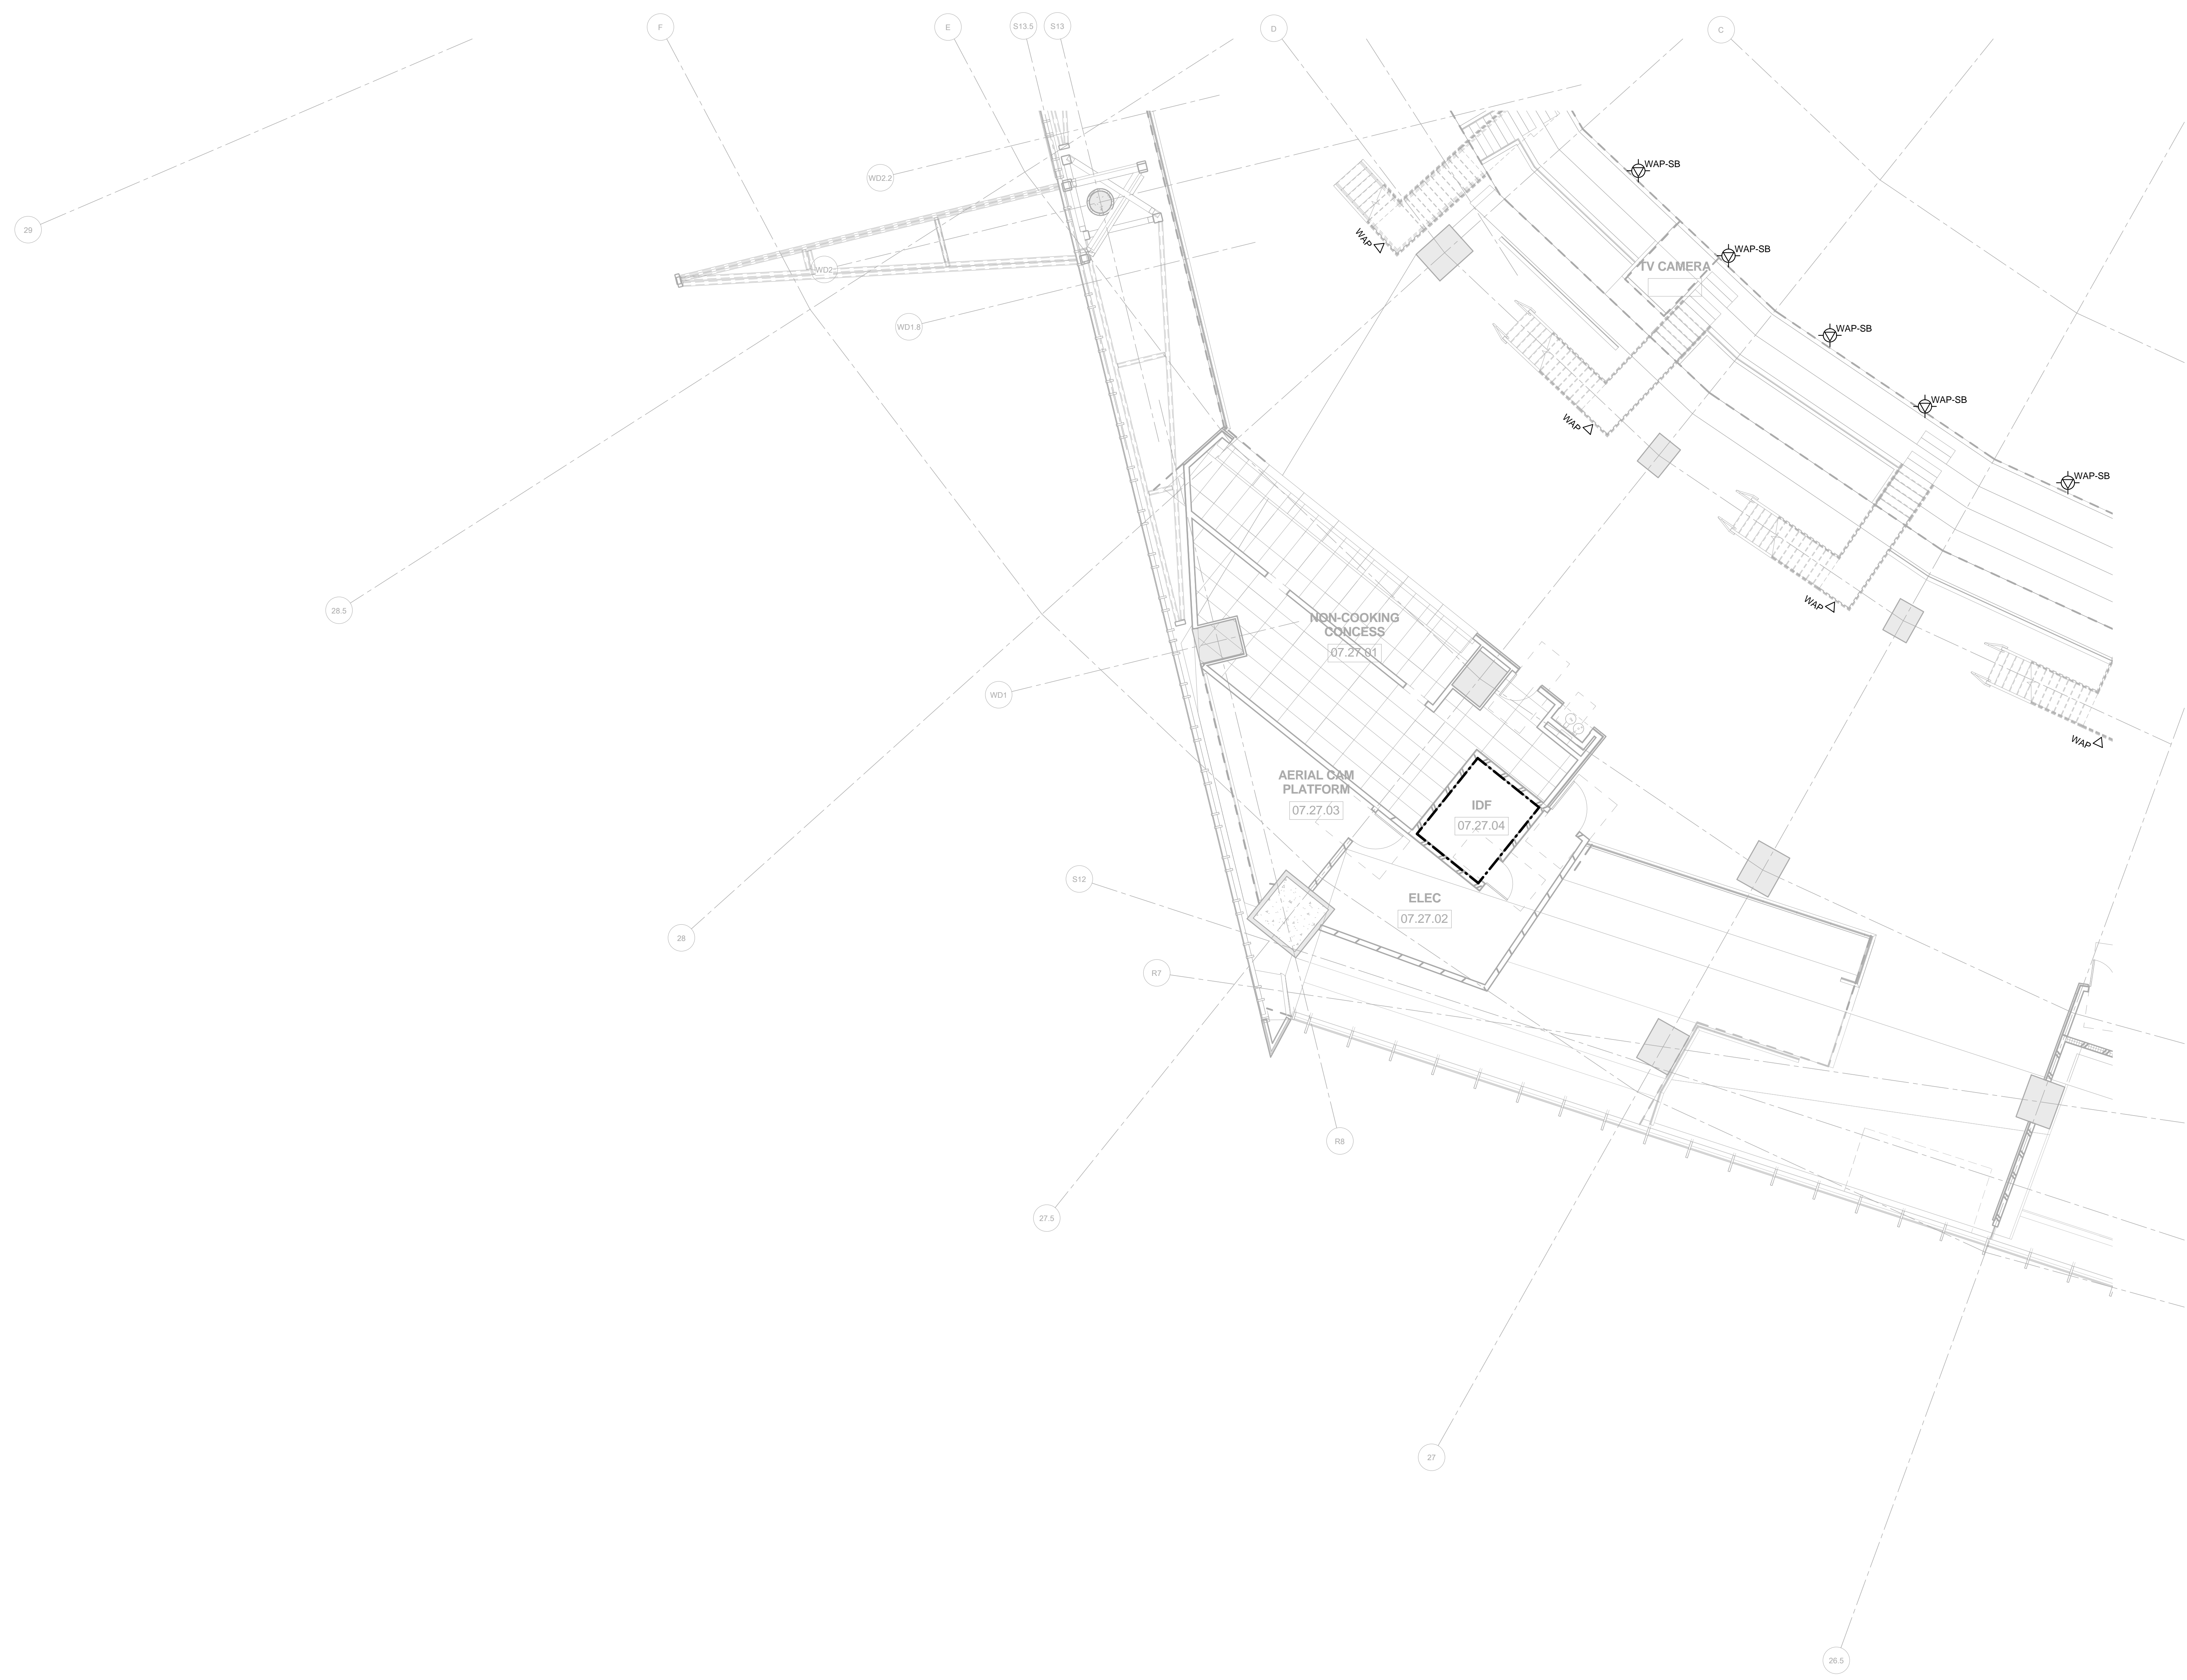 F
E
S13.5
S13
D
C
WAP-SB
WD2.2
29
WAP
WAP-SB
TV CAMERA
WD2
WD1.8
WAP-SB
WAP-SB
WAP
WAP-SB
28.5
WAP
NON-COOKING
CONCESS
07.27.01
WD1
WAP
AERIAL CAM
PLATFORM
07.27.03
IDF
07.27.04
S12
ELEC
07.27.02
28
R7
R8
27.5
27
26.5